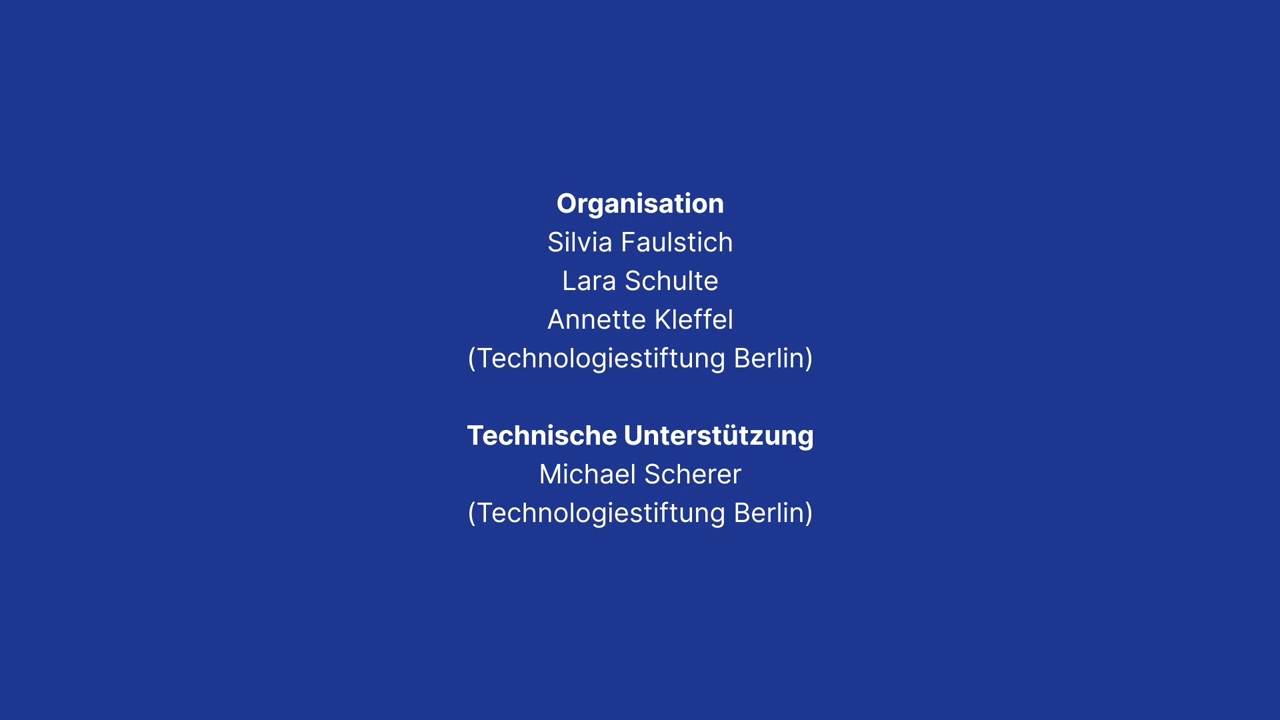 Organisation
Silvia Faulstich
Lara Schulte
Annette Kleffel
(Technologiestiftung Berlin)
Technische Unterstützung
Michael Scherer
(Technologiestiftung Berlin)